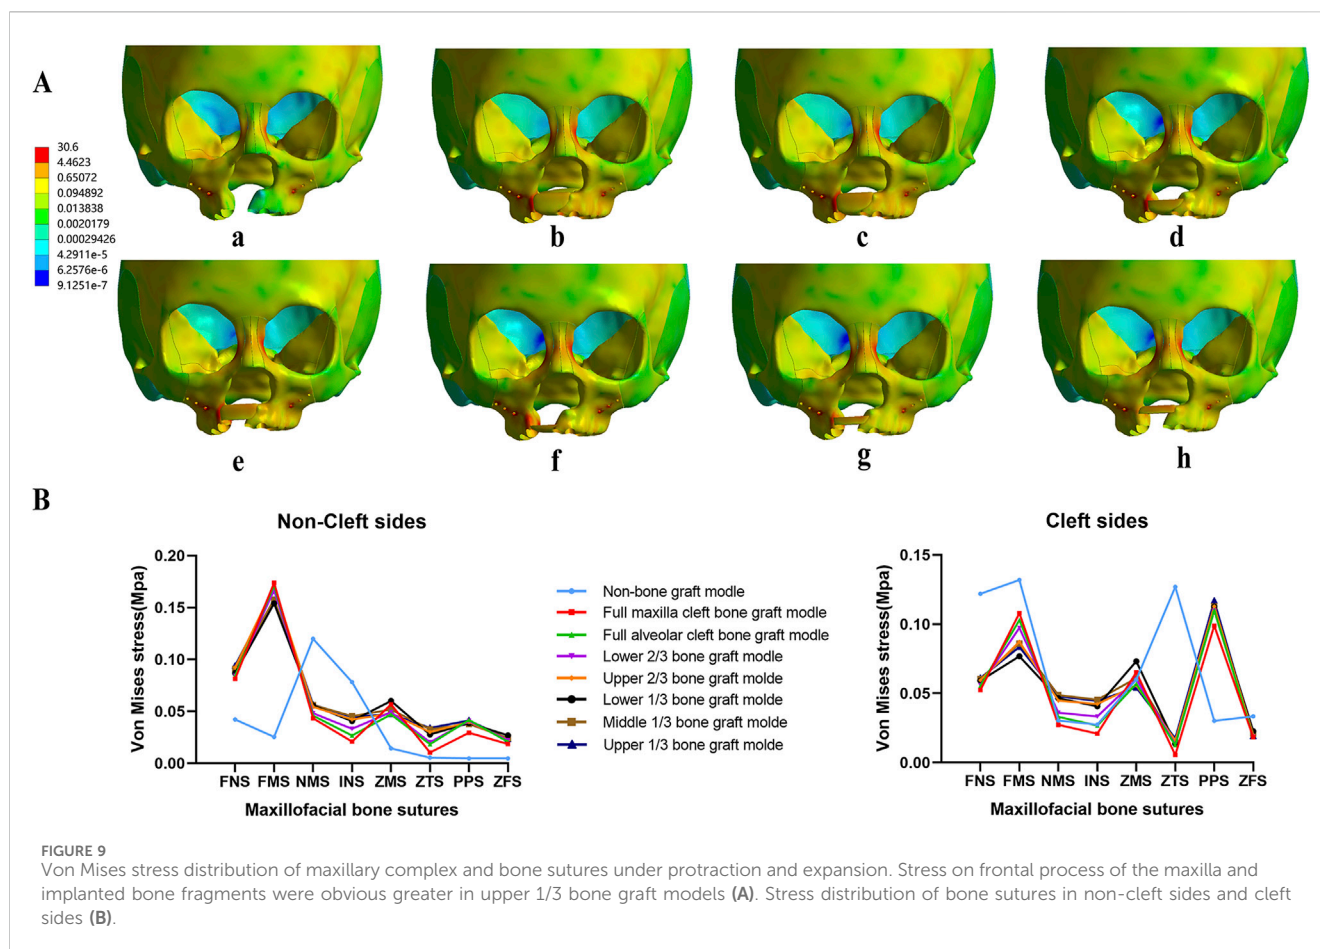 A
30.6
4.4623
0.65072
0.094892
0.013838
0.0020179
0.00029426
4.2911e-5
6.2576e-6
9.1251e-7
a
b
c
d
e
f
g
h
B
Non-Cleft sides
Von Mises stress(Mpa)
0.20
0.15
0.10
0.05
0.00
FNS FMS NMS INS ZMS ZTS PPS ZFS
Maxillofacial bone sutures
Non-bone graft modle
Full maxilla cleft bone graft modle
Full alveolar cleft bone graft modle
Lower 2/3 bone graft modle
Upper 2/3 bone graft modle
Lower 1/3 bone graft molde
Middle 1/3 bone graft molde
Upper 1/3 bone graft molde
Cleft sides
Von Mises stress(Mpa)
0.15
0.10
0.05
0.00
FNS FMS NMS INS ZMS ZTS PPS ZFS
Maxillofacial bone sutures
FIGURE 9
Von Mises stress distribution of maxillary complex and bone sutures under protraction and expansion. Stress on frontal process of the maxilla and
implanted bone fragments were obvious greater in upper 1/3 bone graft models (A). Stress distribution of bone sutures in non-cleft sides and cleft
sides (B).